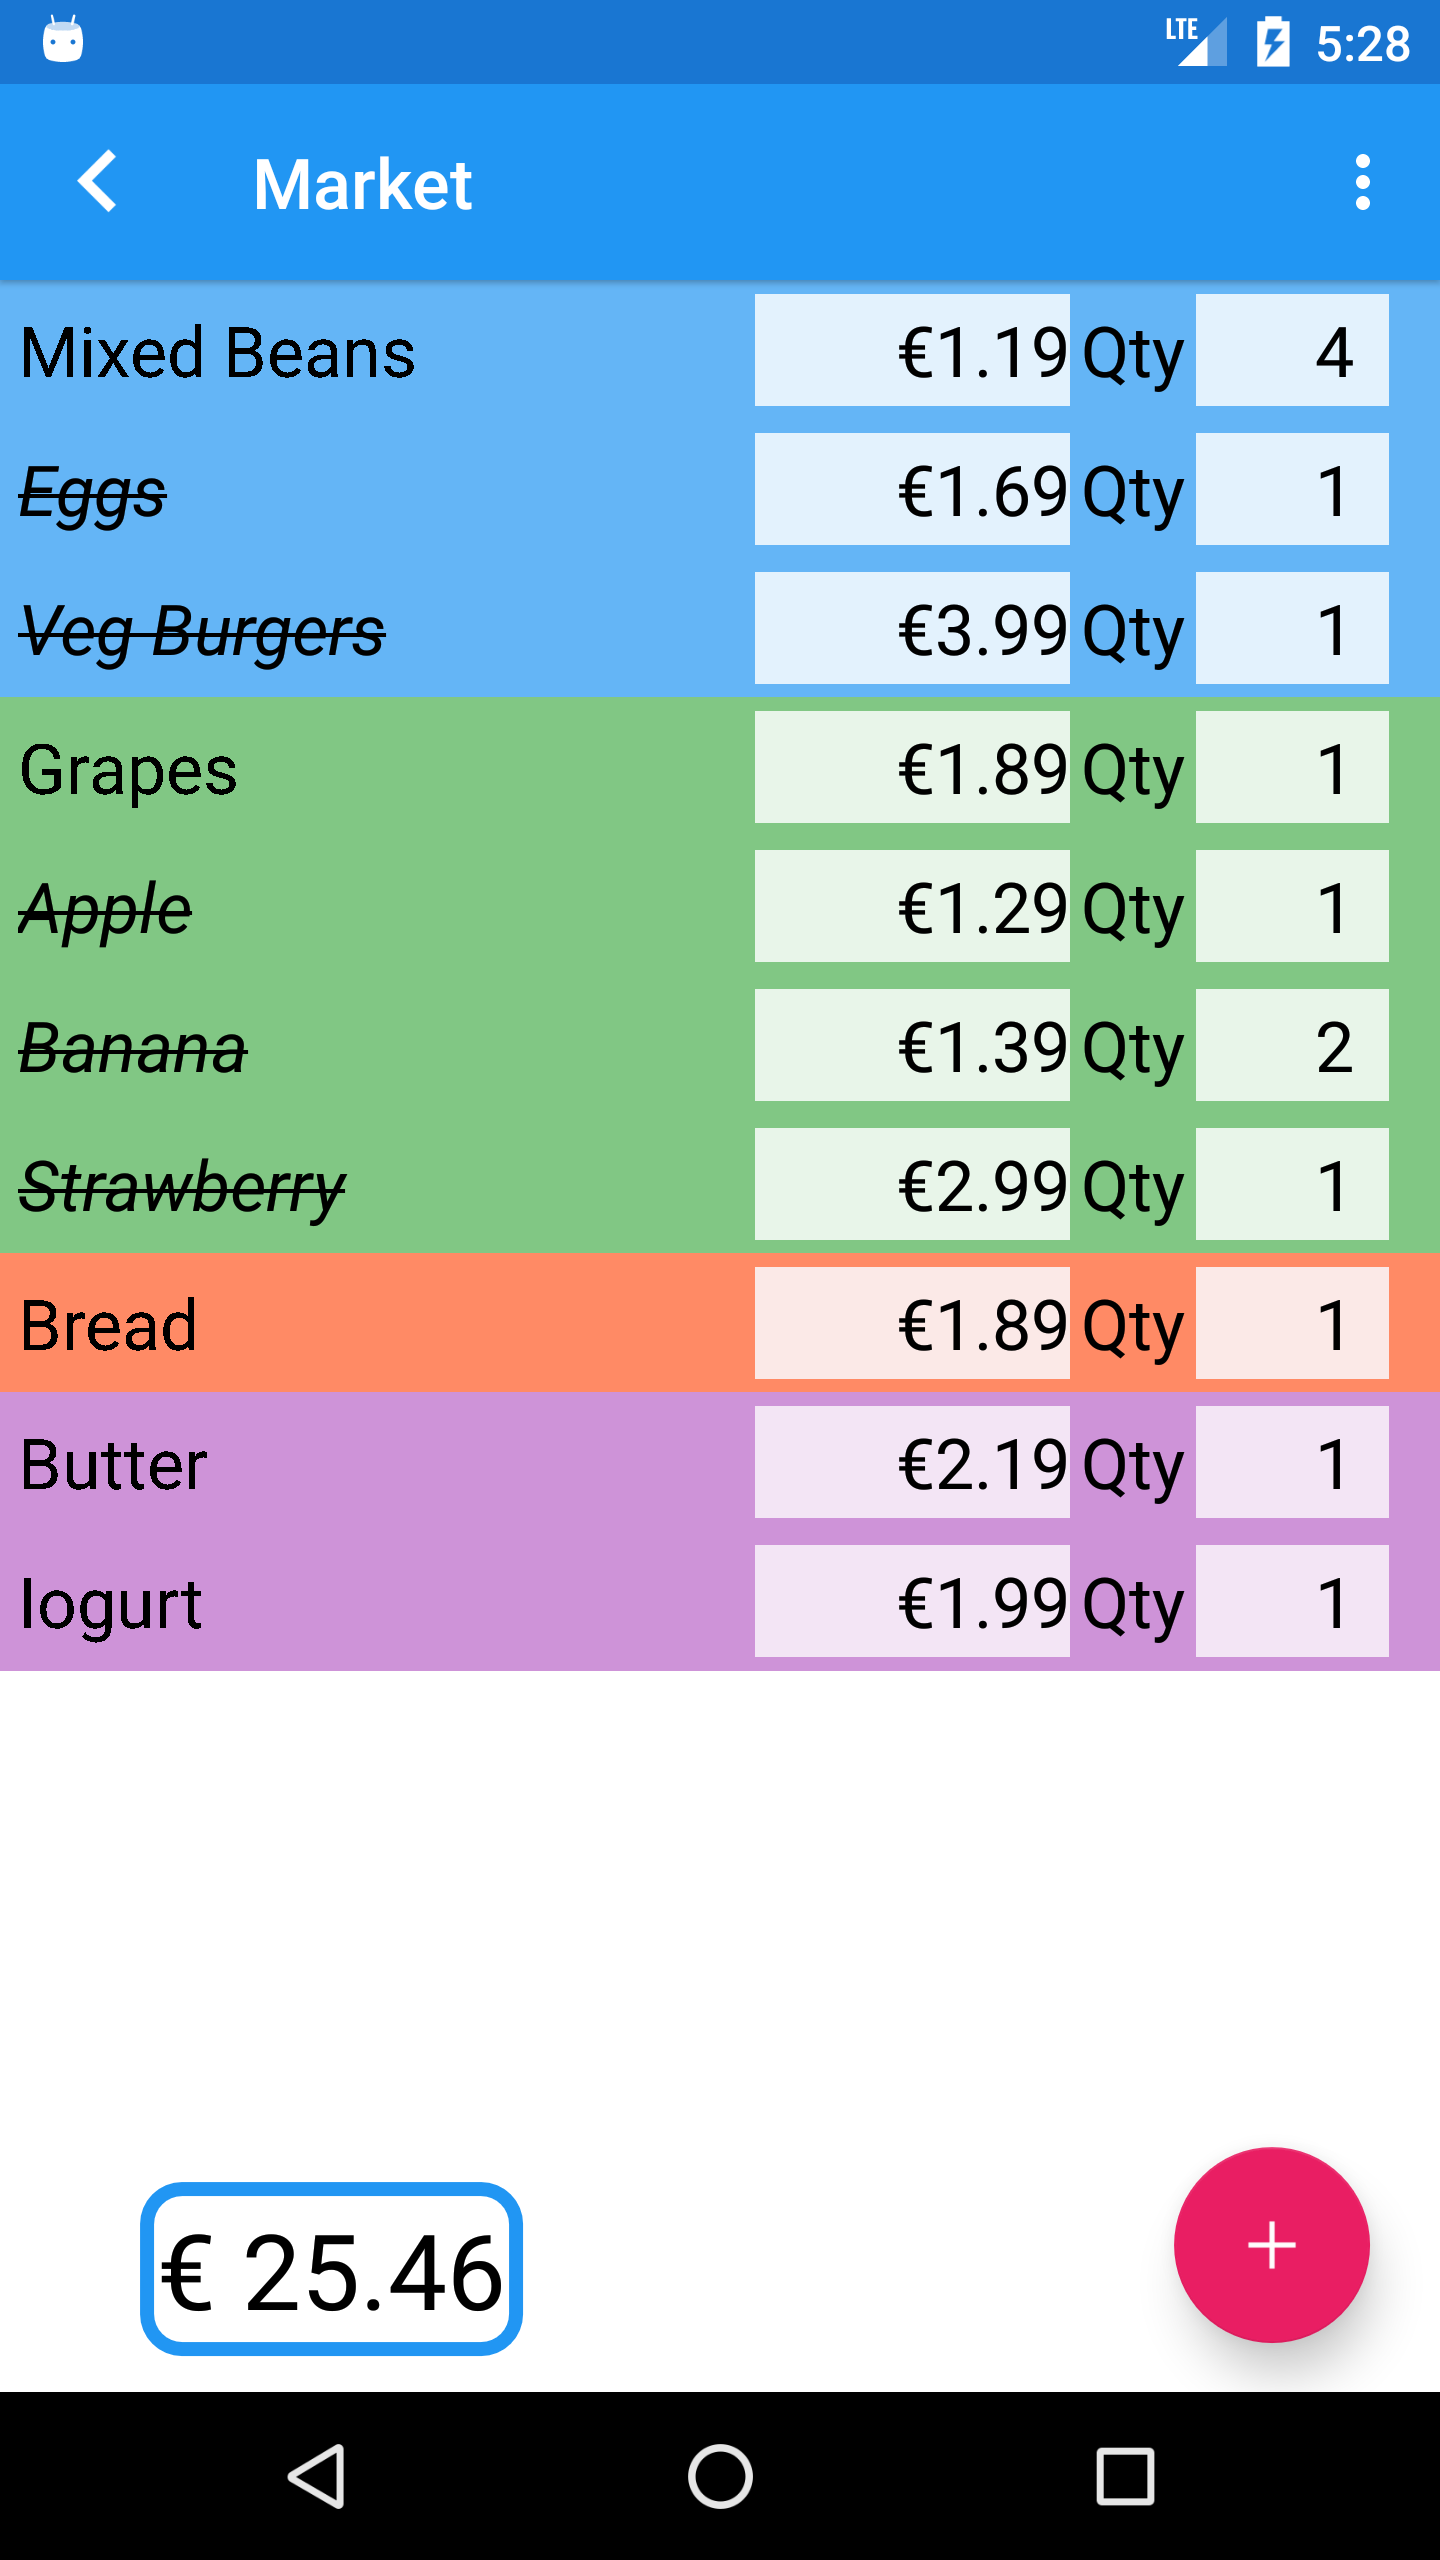 LTE 5:28
Market
Mixed Beans €1.19 Qty 4
Eggs €1.69 Qty 1
Veg Burgers €3.99 Qty 1
Grapes €1.89 Qty 1
Apple €1.29 Qty 1
Banana €1.39 Qty 2
Strawberry €2.99 Qty 1
Bread €1.89 Qty 1
Butter €2.19 Qty 1
Iogurt €1.99 Qty 1
€ 25.46